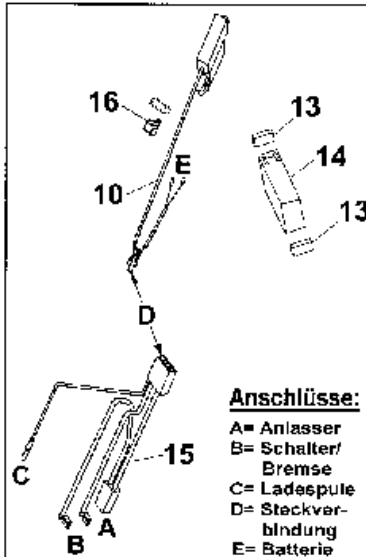 16
13
14
E
10
13
D
C
15
B
A
Anschlüsse:
A= Anlasser
B= Schalter/
Bremse
C= Ladespule
D= Steckver-
bindung
E= Batterie